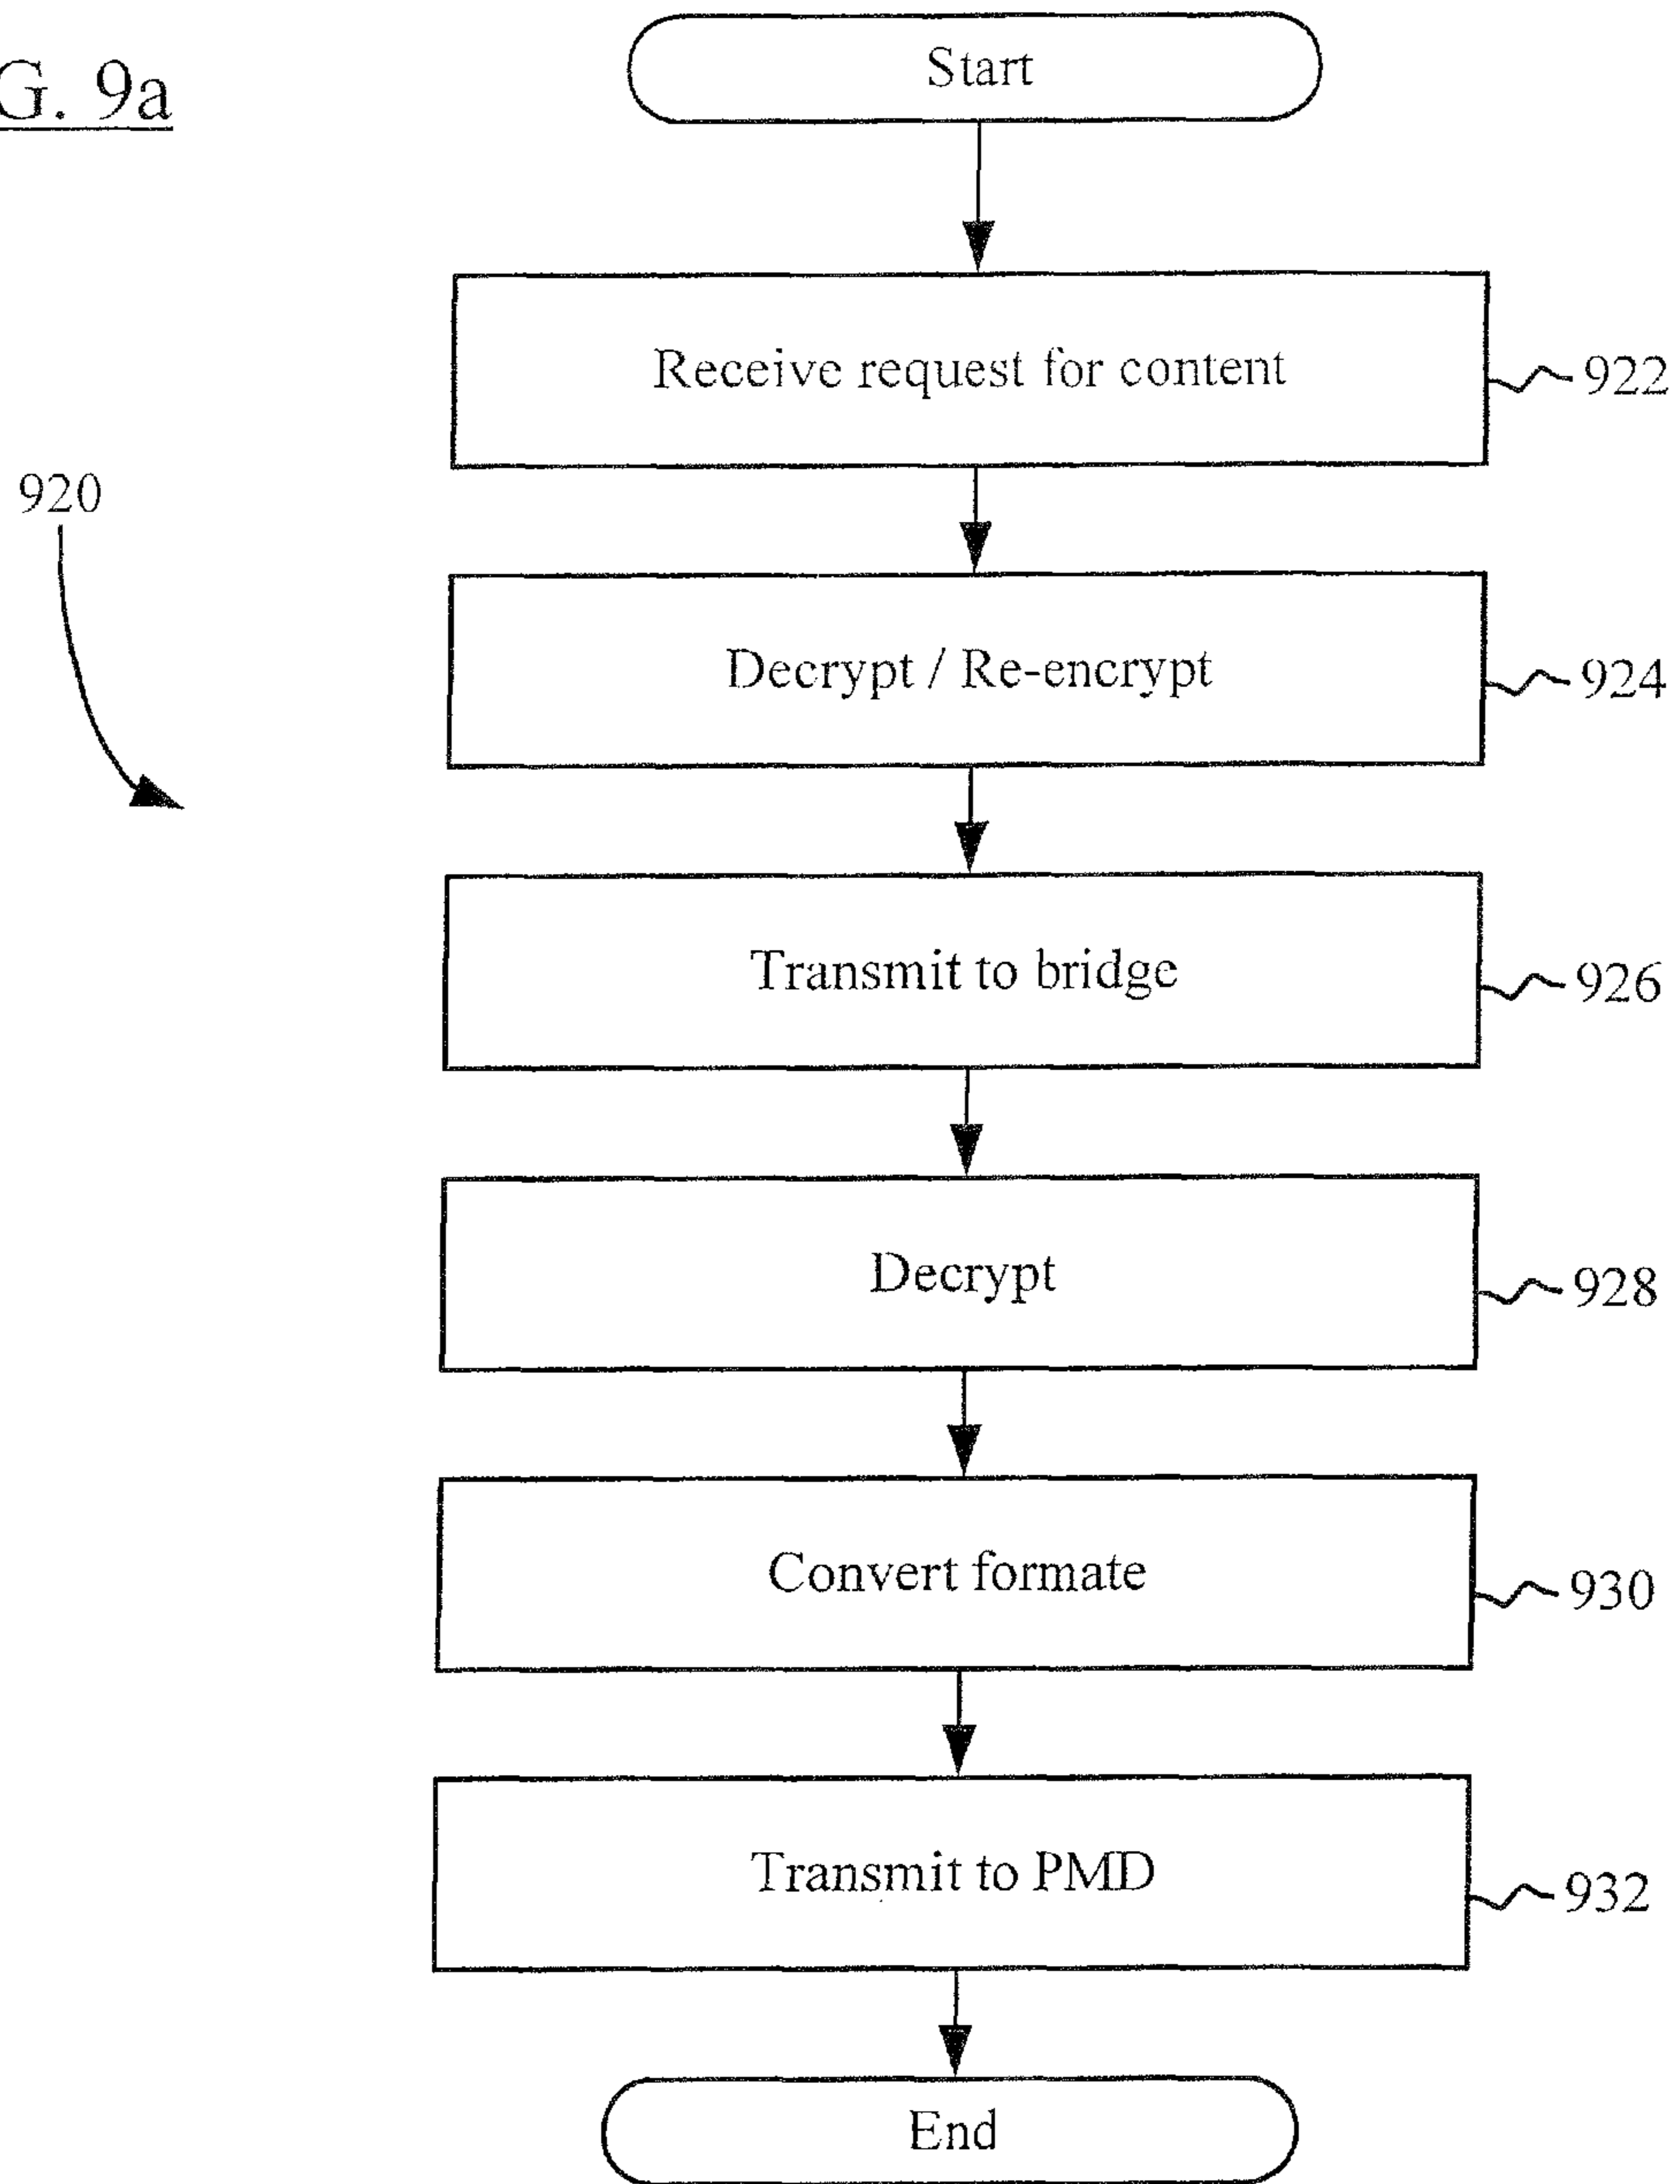 G. 9a
Start
Receive request for content
922
920
Decrypt / Re-encrypt
924
Transmit to bridge
926
Decrypt
928
Convert formate
930
Transmit to PMD
932
End